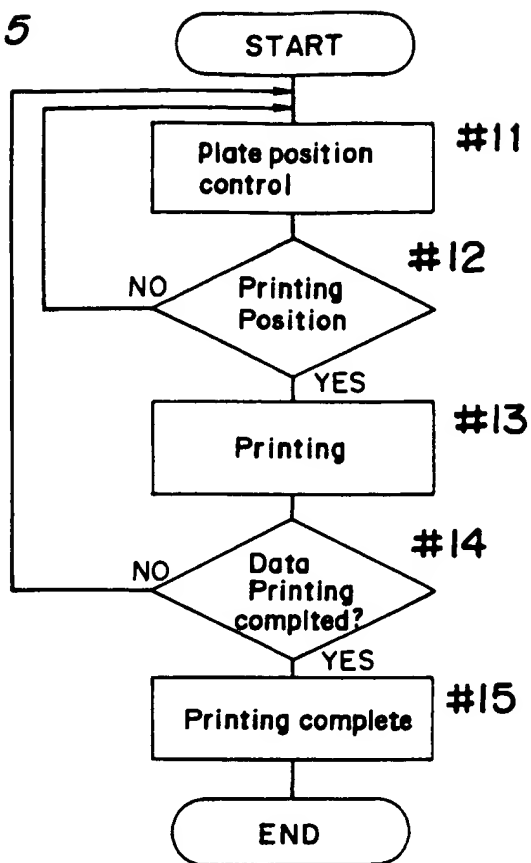 5
START
#11
Plate position
control
#12
NO
Printing
Position
YES
#13
Printing
#14
NO
Data
Printing
complted?
YES
#15
Printing complete
END